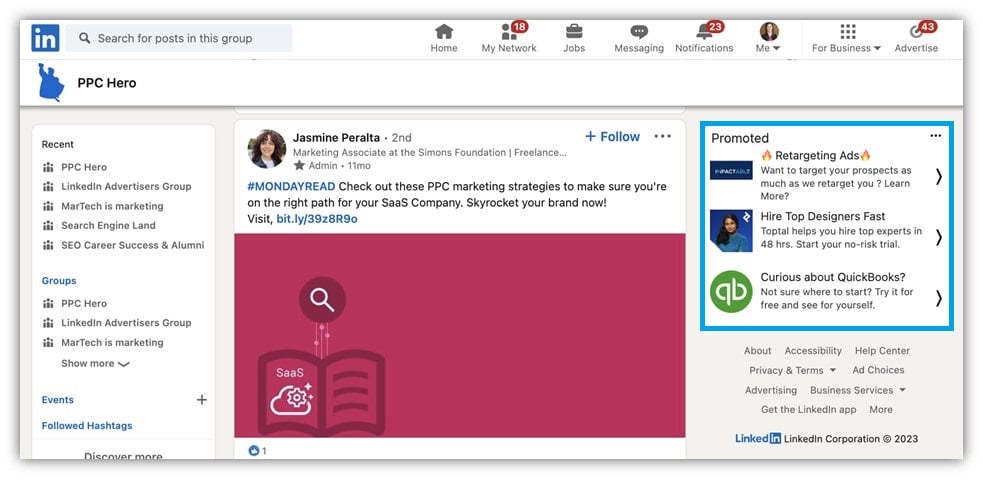 in
Search for posts in this group
Home
18
My Network
Jobs
Messaging
23
Notifications
Me
For Business
43
Advertise
PPC Hero
Recent
PPC Hero
LinkedIn Advertisers Group
MarTech is marketing
Search Engine Land
SEO Career Success & Alumni
Groups
PPC Hero
LinkedIn Advertisers Group
MarTech is marketing
Show more
Events +
Followed Hashtags
Discover more
Jasmine Peralta • 2nd
+ Follow
Marketing Associate at the Simons Foundation | Freelance...
Admin • 11mo
#MONDAYREAD Check out these PPC marketing strategies to make sure you're
on the right path for your SaaS Company. Skyrocket your brand now!
Visit, bit.ly/39z8R9o
SaaS
1
Promoted
IMPACTABLE
🔥 Retargeting Ads🔥
Want to target your prospects as
much as we retarget you ? Learn
More?
Hire Top Designers Fast
Toptal helps you hire top experts in
48 hrs. Start your no-risk trial.
qb
Curious about QuickBooks?
Not sure where to start? Try it for
free and see for yourself.
About Accessibility Help Center
Privacy & Terms Ad Choices
Advertising Business Services
Get the LinkedIn app More
LinkedIn LinkedIn Corporation © 2023